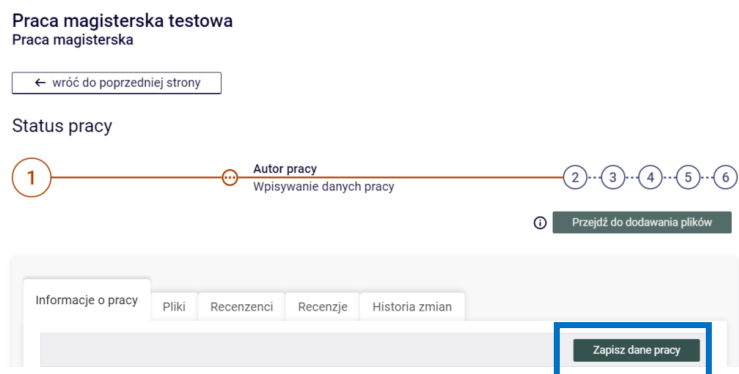 Praca magisterska testowa
Praca magisterska
← wróć do poprzedniej strony
Status pracy
1
Autor pracy
Wpisywanie danych pracy
2 3 4 5 6
Przejdź do dodawania plików
Informacje o pracy Pliki Recenzenci Recenzje Historia zmian
Zapisz dane pracy